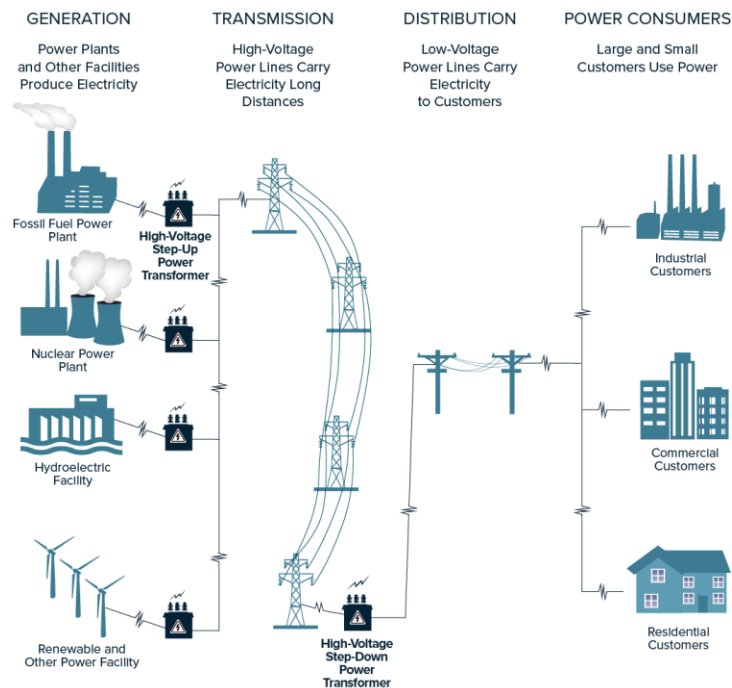 GENERATION
Power Plants
and Other Facilities
Produce Electricity
TRANSMISSION
High-Voltage
Power Lines Carry
Electricity Long
Distances
DISTRIBUTION
Low-Voltage
Power Lines Carry
Electricity
to Customers
POWER CONSUMERS
Large and Small
Customers Use Power
Fossil Fuel Power
Plant
High-Voltage
Step-Up
Power
Transformer
Nuclear Power
Plant
Hydroelectric
Facility
Renewable and
Other Power Facility
High-Voltage
Step-Down
Power
Transformer
Industrial
Customers
Commercial
Customers
Residential
Customers